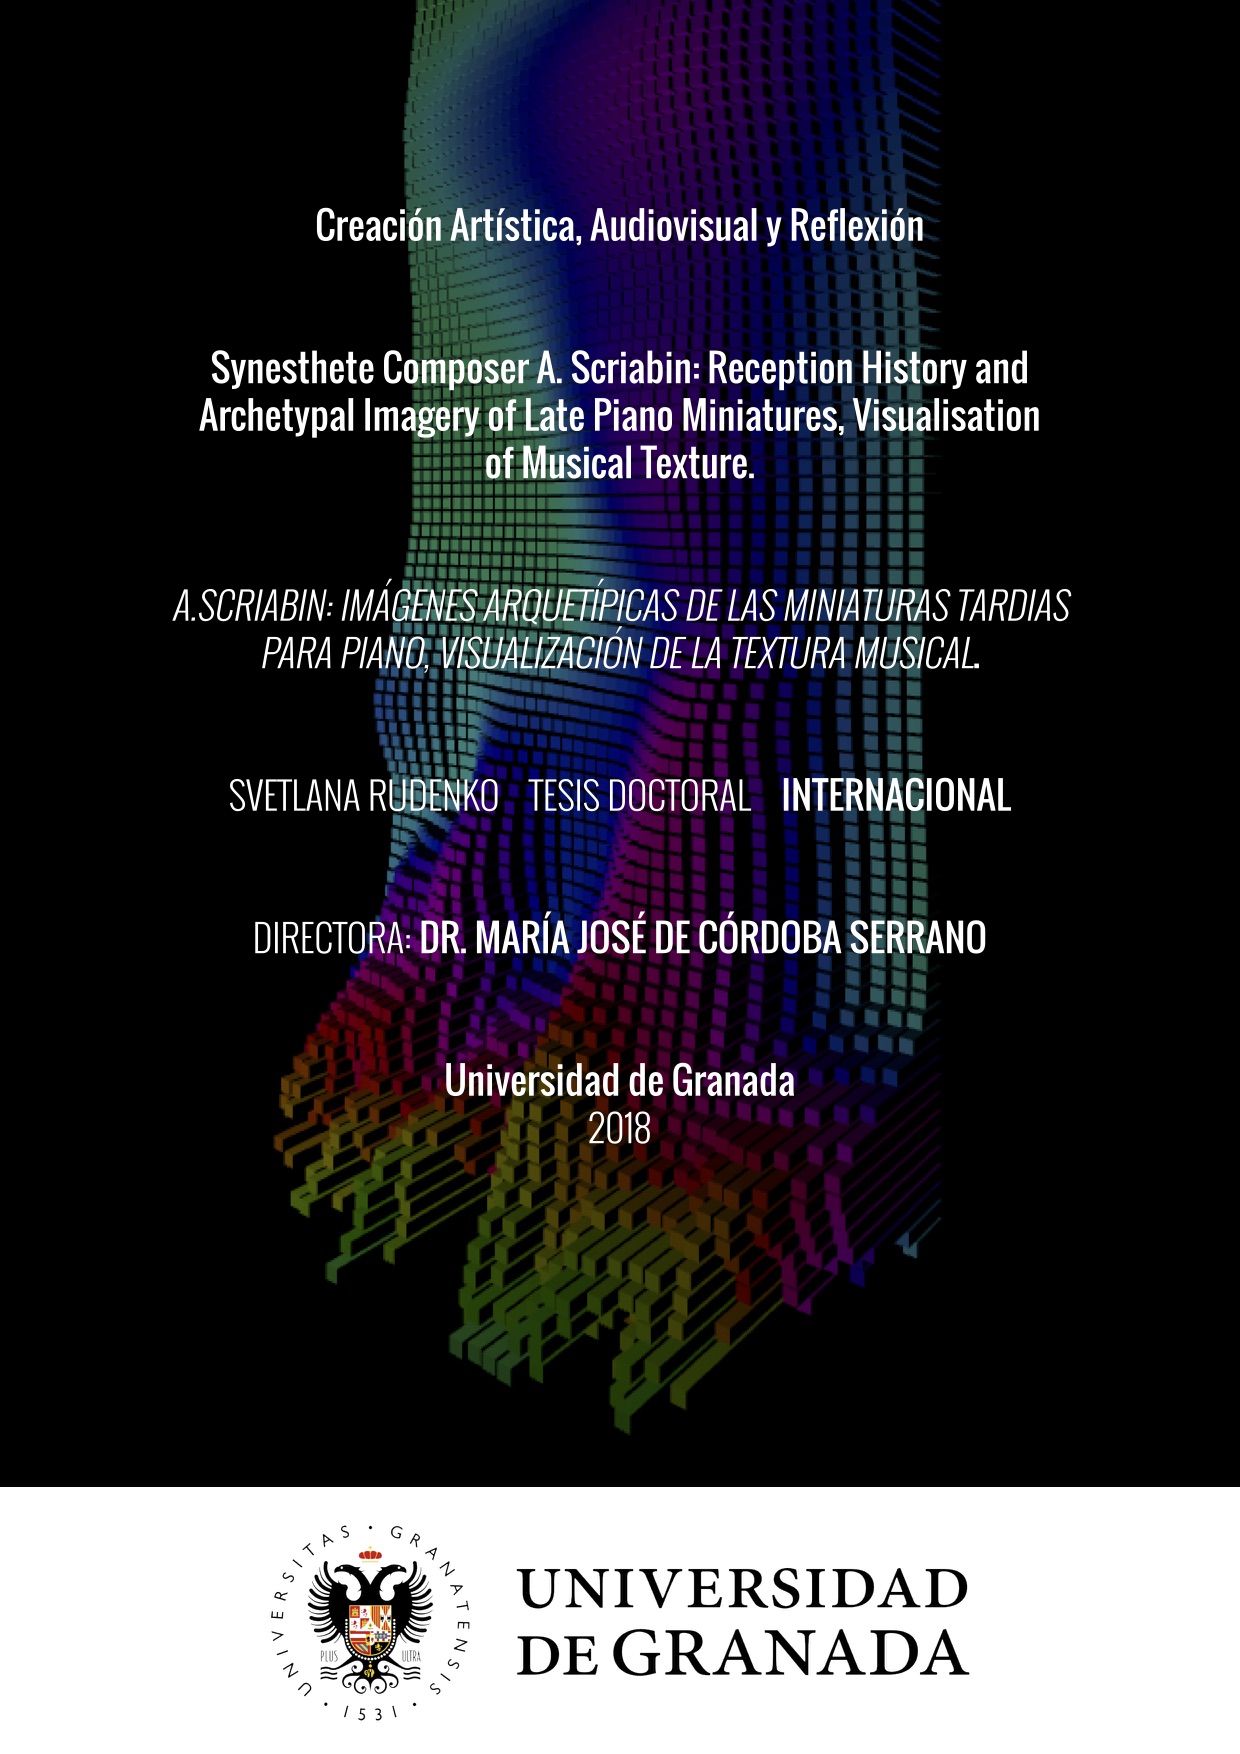 Creación Artística, Audiovisual y Reflexión
Synesthete Composer A. Scriabin: Reception History and
Archetypal Imagery of Late Piano Miniatures, Visualisation
of Musical Texture.
A.SCRIABIN: IMÁGENES ARQUETÍPICAS DE LAS MINIATURAS TARDIAS
PARA PIANO, VISUALIZACIÓN DE LA TEXTURA MUSICAL.
SVETLANA RUDENKO TESIS DOCTORAL INTERNACIONAL
DIRECTORA: DR. MARÍA JOSÉ DE CÓRDOBA SERRANO
Universidad de Granada
2018
UNIVERSITAS · GRANATENSIS · 1531 ·
PLUS ULTRA
UNIVERSIDAD
DE GRANADA